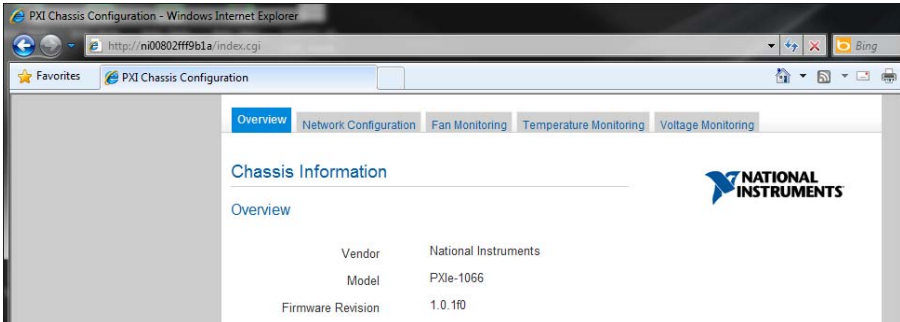 PXI Chassis Configuration - Windows Internet Explorer
http://ni00802fff9b1a/index.cgi
Bing
Favorites
PXI Chassis Configuration
Overview
Network Configuration
Fan Monitoring
Temperature Monitoring
Voltage Monitoring
Chassis Information
NATIONAL
INSTRUMENTS
Overview
Vendor National Instruments
Model PXIe-1066
Firmware Revision 1.0.1f0